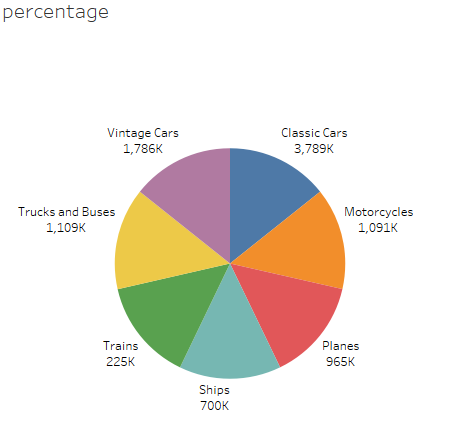 percentage
Vintage Cars
1,786K
Classic Cars
3,789K
Trucks and Buses
1,109K
Motorcycles
1,091K
Trains
225K
Planes
965K
Ships
700K